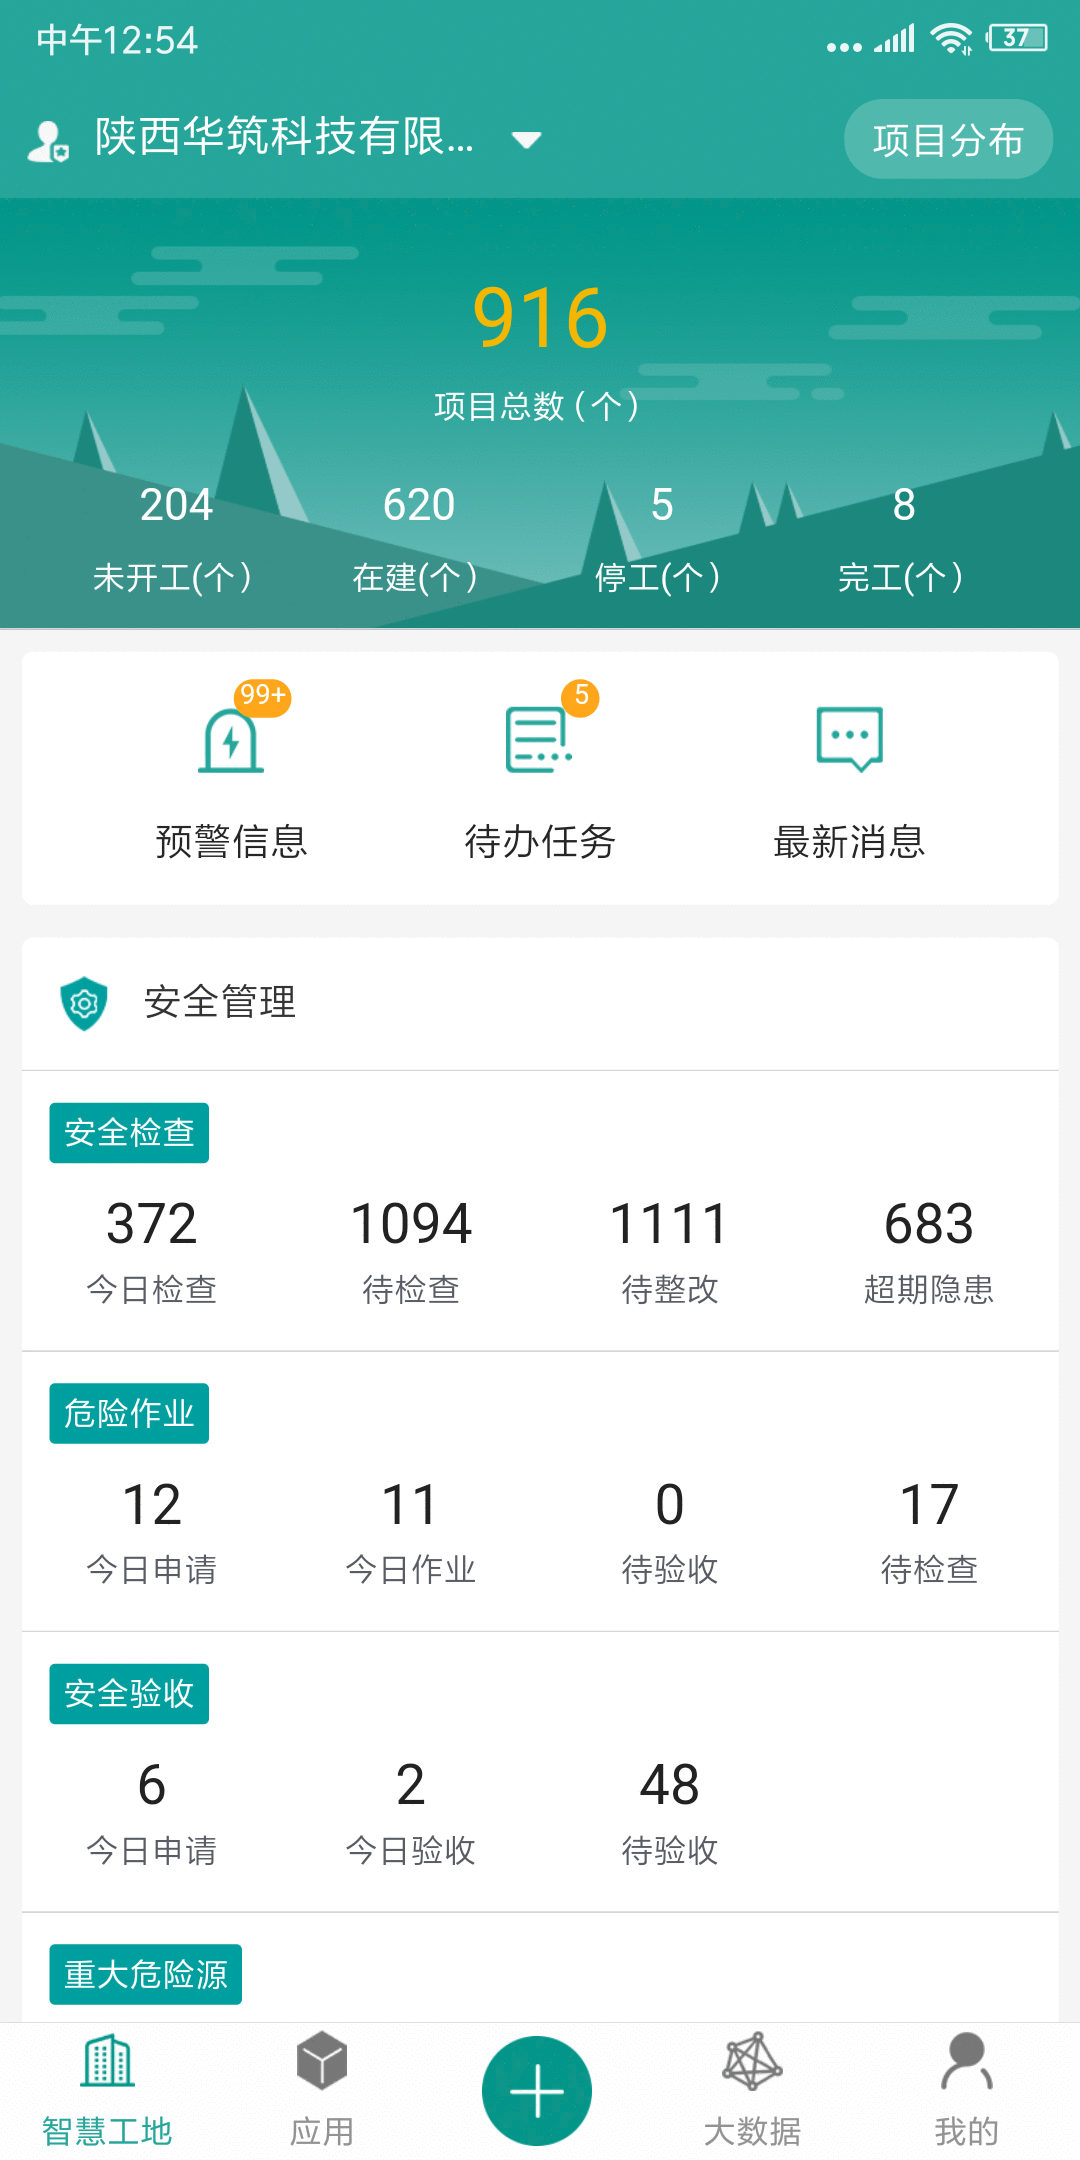 中午12:54
37
陕西华筑科技有限...
项目分布
916
项目总数(个)
204 620 5 8
未开工(个) 在建(个) 停工(个) 完工(个)
99+ 5
预警信息 待办任务 最新消息
安全管理
安全检查
372 1094 1111 683
今日检查 待检查 待整改 超期隐患
危险作业
12 11 0 17
今日申请 今日作业 待验收 待检查
安全验收
6 2 48
今日申请 今日验收 待验收
重大危险源
智慧工地 应用 大数据 我的